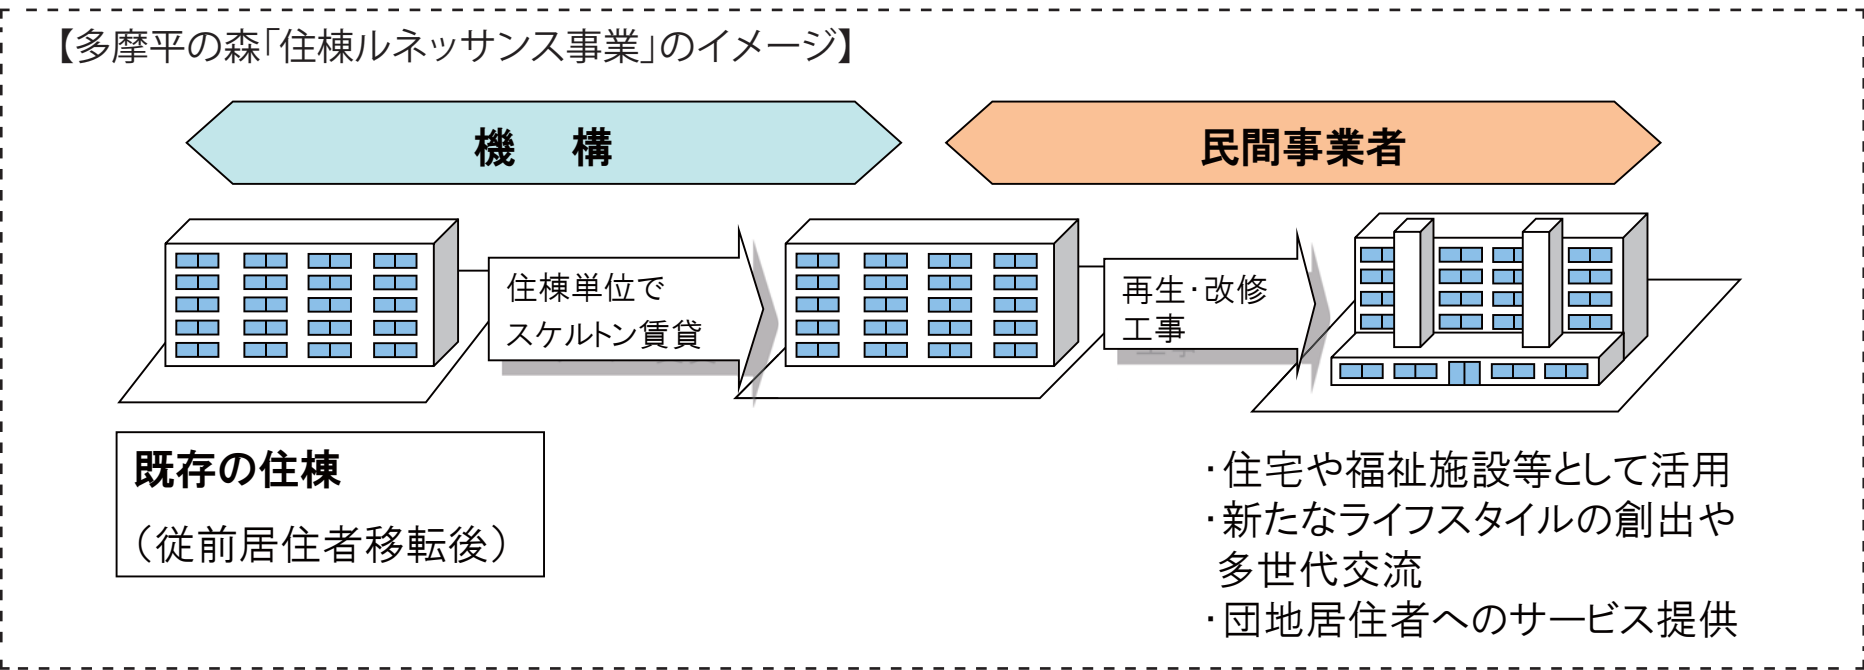 【多摩平の森「住棟ルネッサンス事業」のイメージ】
機　構
民間事業者
住棟単位で
スケルトン賃貸
再生・改修
工事
既存の住棟
（従前居住者移転後）
・住宅や福祉施設等として活用
・新たなライフスタイルの創出や
多世代交流
・団地居住者へのサービス提供